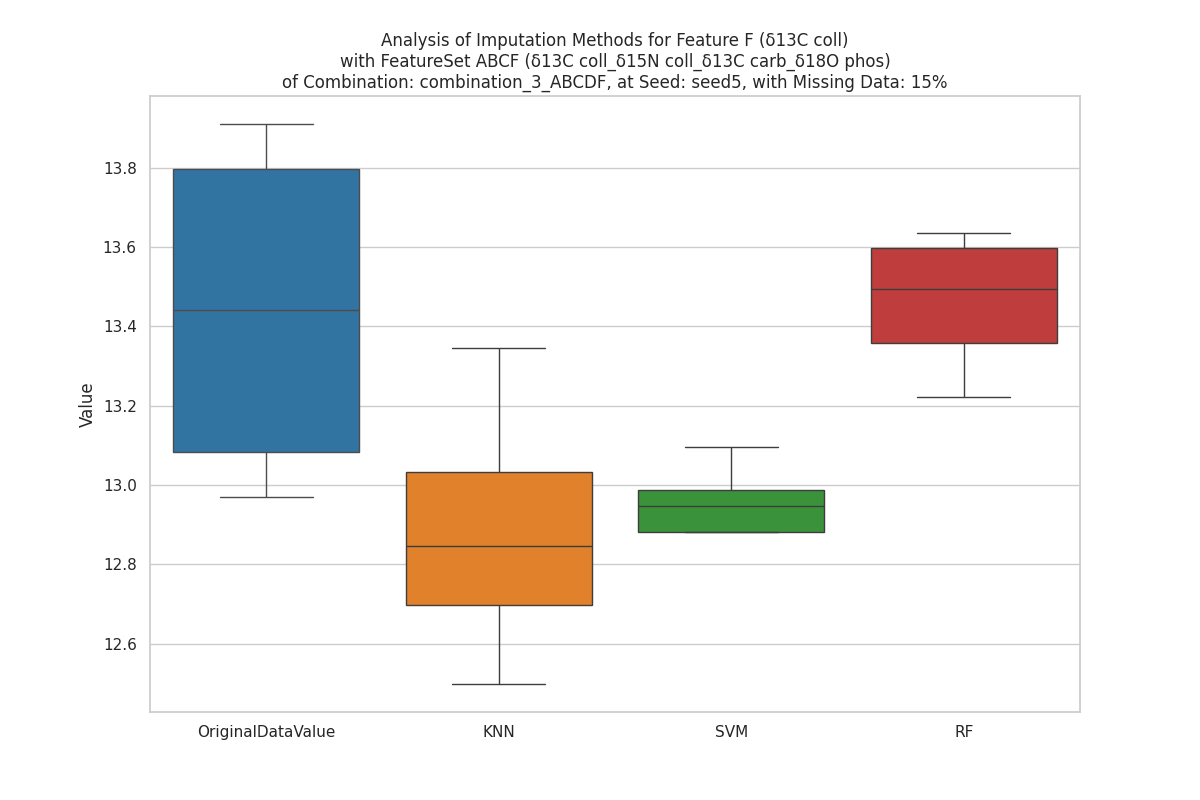 Analysis of Imputation Methods for Feature F (δ13C coll)
with FeatureSet ABCF (δ13C coll_δ15N coll_δ13C carb_δ18O phos)
of Combination: combination_3_ABCDF, at Seed: seed5, with Missing Data: 15%
Value
13.8
13.6
13.4
13.2
13.0
12.8
12.6
OriginalDataValue
KNN
SVM
RF